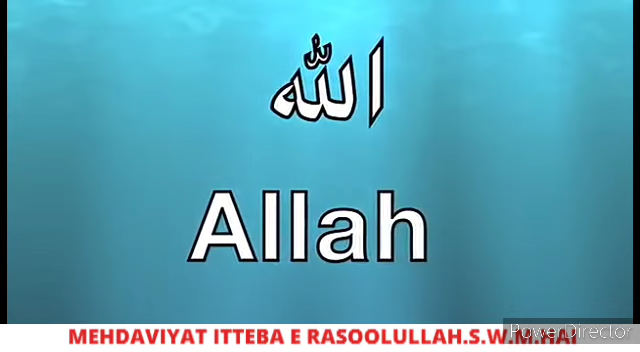 الله
Allah
PowerDirector
MEHDAVIYAT ITTEBA E RASOOLULLAH.S.W.M.HAI